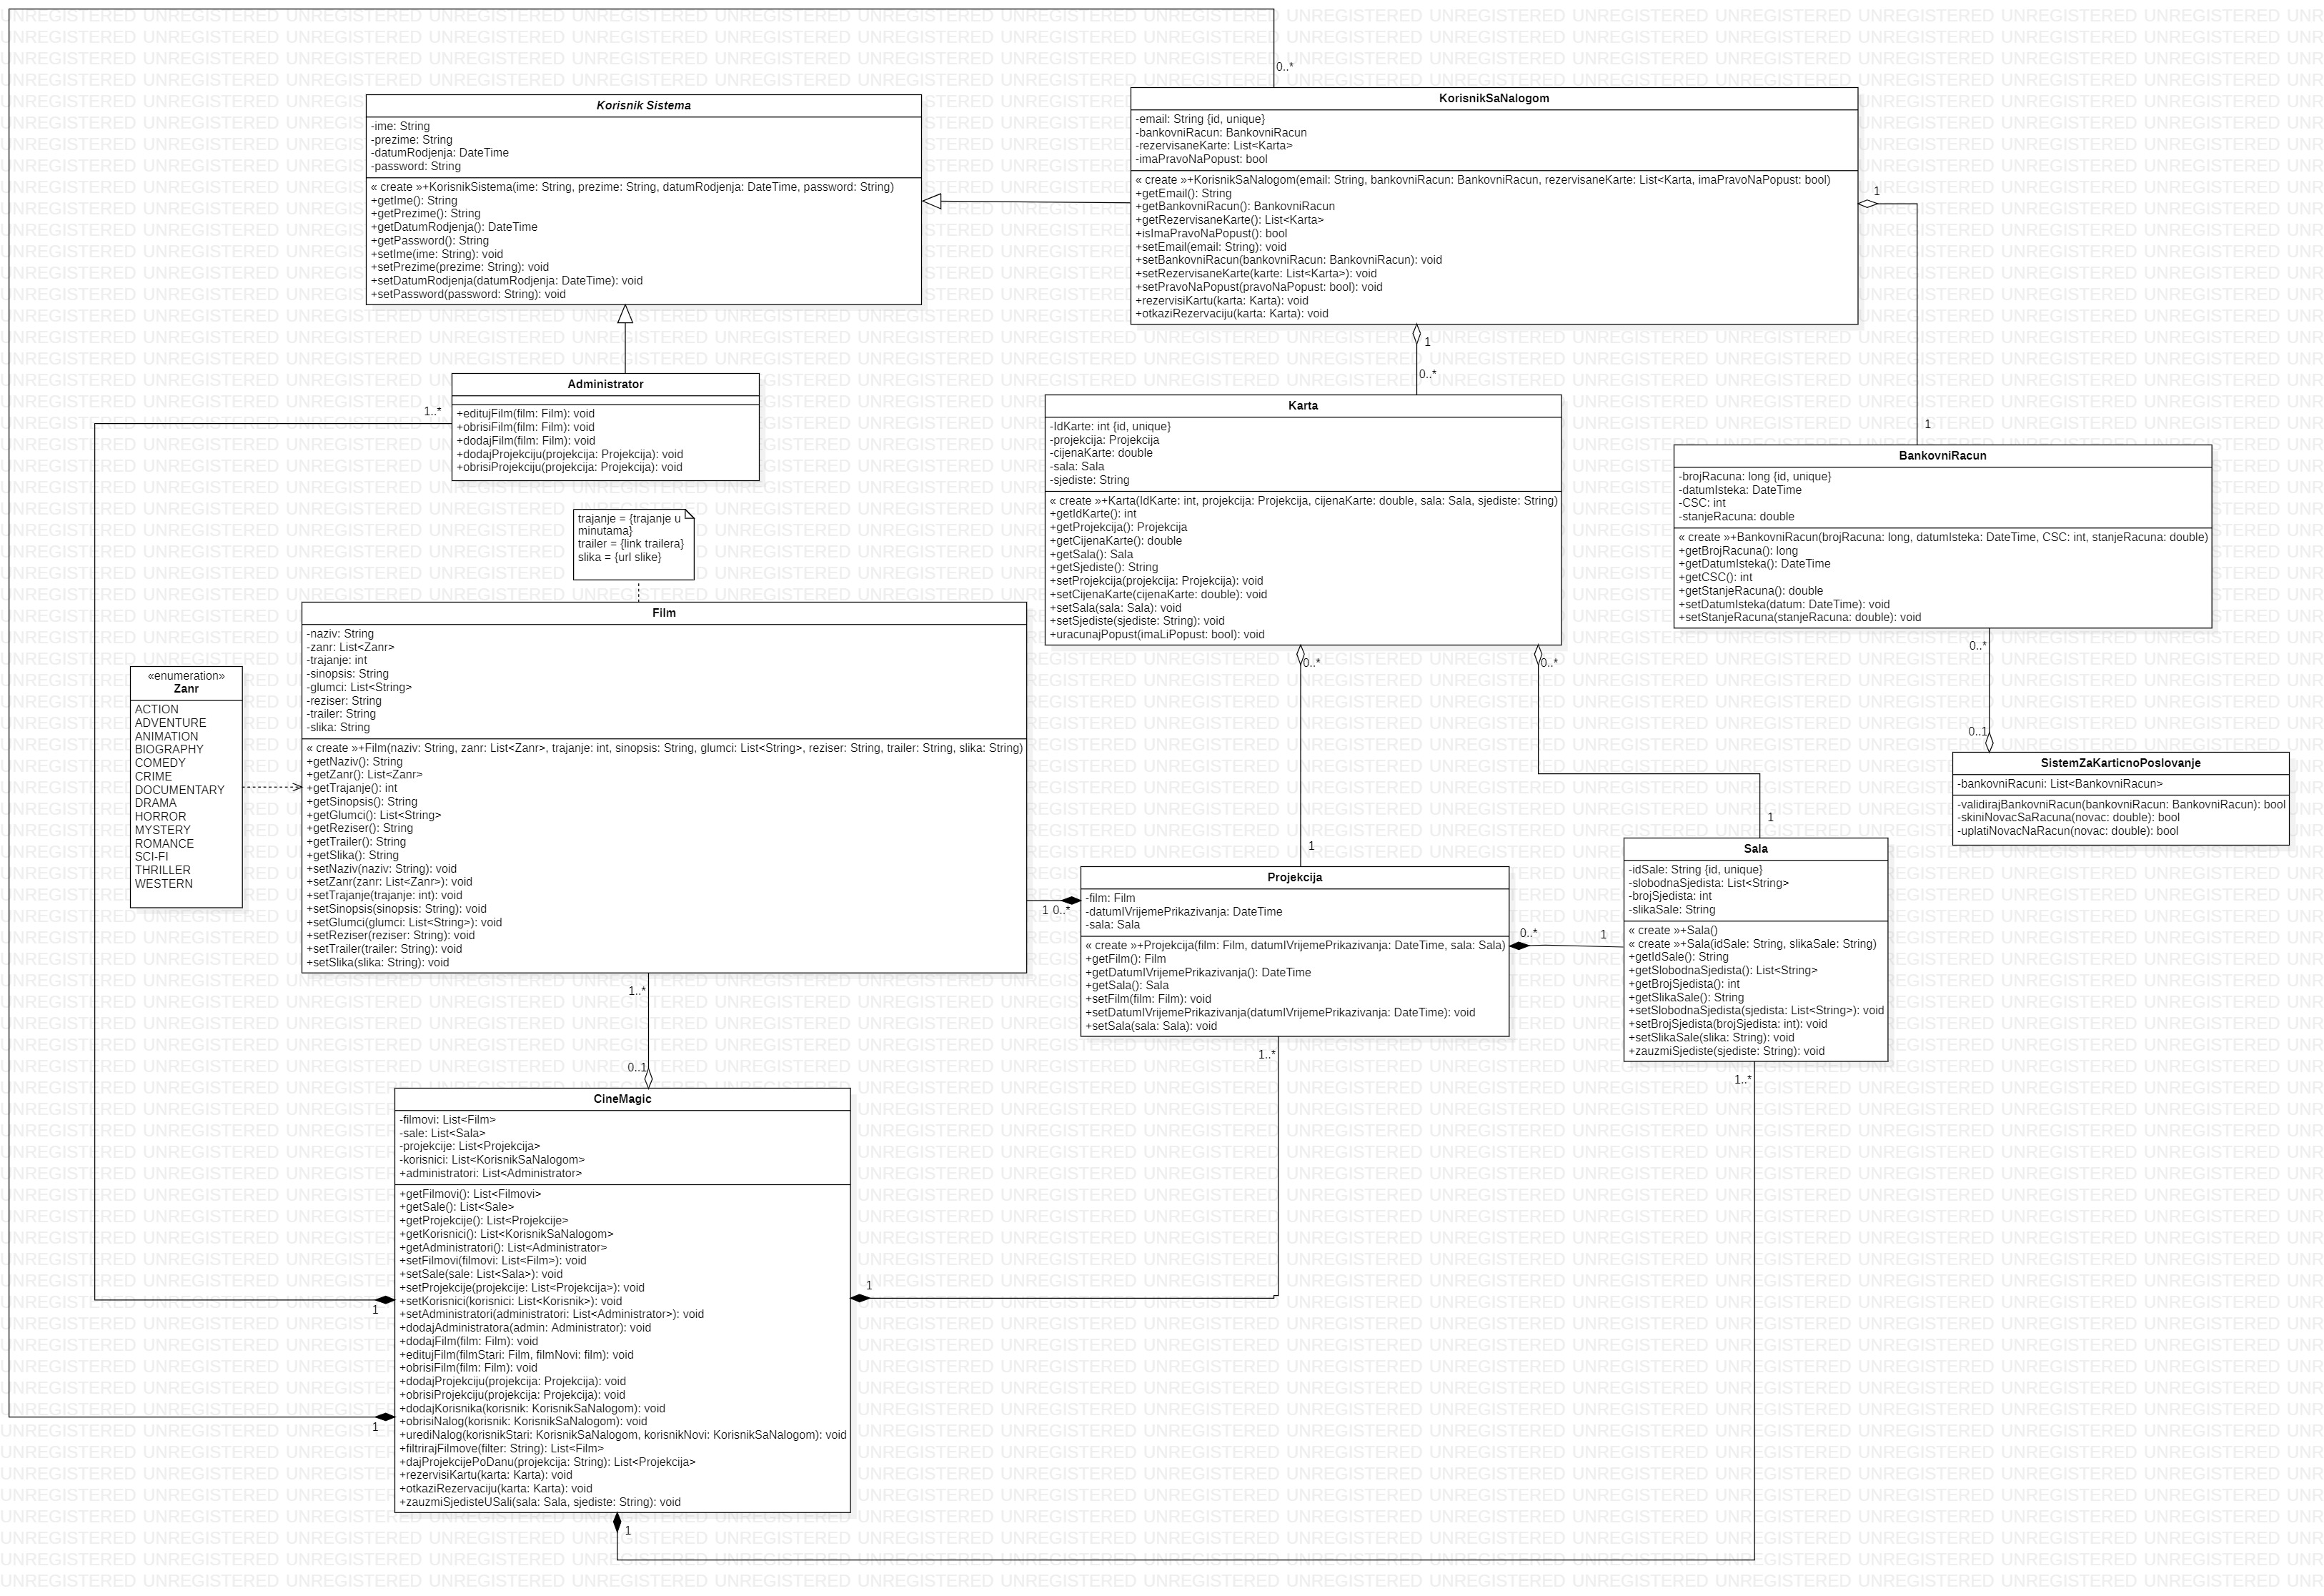 0..*
Korisnik Sistema
-ime: String
-prezime: String
-datumRodjenja: DateTime
-password: String
« create »+KorisnikSistema(ime: String, prezime: String, datumRodjenja: DateTime, password: String)
+getIme(): String
+getPrezime(): String
+getDatumRodjenja(): DateTime
+getPassword(): String
+setIme(ime: String): void
+setPrezime(prezime: String): void
+setDatumRodjenja(datumRodjenja: DateTime): void
+setPassword(password: String): void
KorisnikSaNalogom
-email: String {id, unique}
-bankovniRacun: BankovniRacun
-rezervisaneKarte: List<Karta>
-imaPravoNaPopust: bool
« create »+KorisnikSaNalogom(email: String, bankovniRacun: BankovniRacun, rezervisaneKarte: List<Karta, imaPravoNaPopust: bool)
+getEmail(): String
+getBankovniRacun(): BankovniRacun
+getRezervisaneKarte(): List<Karta>
+isImaPravoNaPopust(): bool
+setEmail(email: String): void
+setBankovniRacun(bankovniRacun: BankovniRacun): void
+setRezervisaneKarte(karte: List<Karta>): void
+setPravoNaPopust(pravoNaPopust: bool): void
+rezervisiKartu(karta: Karta): void
+otkaziRezervaciju(karta: Karta): void
1
1
0..*
1
Administrator
+editujFilm(film: Film): void
+obrisiFilm(film: Film): void
+dodajFilm(film: Film): void
+dodajProjekciju(projekcija: Projekcija): void
+obrisiProjekciju(projekcija: Projekcija): void
1..*
Karta
-IdKarte: int {id, unique}
-projekcija: Projekcija
-cijenaKarte: double
-sala: Sala
-sjediste: String
« create »+Karta(IdKarte: int, projekcija: Projekcija, cijenaKarte: double, sala: Sala, sjediste: String)
+getIdKarte(): int
+getProjekcija(): Projekcija
+getCijenaKarte(): double
+getSala(): Sala
+getSjediste(): String
+setProjekcija(projekcija: Projekcija): void
+setCijenaKarte(cijenaKarte: double): void
+setSala(sala: Sala): void
+setSjediste(sjediste: String): void
+uracunajPopust(imaLiPopust: bool): void
0..*
0..*
BankovniRacun
-brojRacuna: long {id, unique}
-datumIsteka: DateTime
-CSC: int
-stanjeRacuna: double
« create »+BankovniRacun(brojRacuna: long, datumIsteka: DateTime, CSC: int, stanjeRacuna: double)
+getBrojRacuna(): long
+getDatumIsteka(): DateTime
+getCSC(): int
+getStanjeRacuna(): double
+setDatumIsteka(datum: DateTime): void
+setStanjeRacuna(stanjeRacuna: double): void
0..*
0..1
trajanje = {trajanje u
minutama}
trailer = {link trailera}
slika = {url slike}
«enumeration»
Zanr
ACTION
ADVENTURE
ANIMATION
BIOGRAPHY
COMEDY
CRIME
DOCUMENTARY
DRAMA
HORROR
MYSTERY
ROMANCE
SCI-FI
THRILLER
WESTERN
Film
-naziv: String
-zanr: List<Zanr>
-trajanje: int
-sinopsis: String
-glumci: List<String>
-reziser: String
-trailer: String
-slika: String
« create »+Film(naziv: String, zanr: List<Zanr>, trajanje: int, sinopsis: String, glumci: List<String>, reziser: String, trailer: String, slika: String)
+getNaziv(): String
+getZanr(): List<Zanr>
+getTrajanje(): int
+getSinopsis(): String
+getGlumci(): List<String>
+getReziser(): String
+getTrailer(): String
+getSlika(): String
+setNaziv(naziv: String): void
+setZanr(zanr: List<Zanr>): void
+setTrajanje(trajanje: int): void
+setSinopsis(sinopsis: String): void
+setGlumci(glumci: List<String>): void
+setReziser(reziser: String): void
+setTrailer(trailer: String): void
+setSlika(slika: String): void
1 0..*
1..*
0..1
SistemZaKarticnoPoslovanje
-bankovniRacuni: List<BankovniRacun>
-validirajBankovniRacun(bankovniRacun: BankovniRacun): bool
-skiniNovacSaRacuna(novac: double): bool
-uplatiNovacNaRacun(novac: double): bool
1
Projekcija
-film: Film
-datumIVrijemePrikazivanja: DateTime
-sala: Sala
« create »+Projekcija(film: Film, datumIVrijemePrikazivanja: DateTime, sala: Sala)
+getFilm(): Film
+getDatumIVrijemePrikazivanja(): DateTime
+getSala(): Sala
+setFilm(film: Film): void
+setDatumIVrijemePrikazivanja(datumIVrijemePrikazivanja: DateTime): void
+setSala(sala: Sala): void
0..* 1
1..*
1
Sala
-idSale: String {id, unique}
-slobodnaSjedista: List<String>
-brojSjedista: int
-slikaSale: String
« create »+Sala()
« create »+Sala(idSale: String, slikaSale: String)
+getIdSale(): String
+getSlobodnaSjedista(): List<String>
+getBrojSjedista(): int
+getSlikaSale(): String
+setSlobodnaSjedista(sjedista: List<String>): void
+setBrojSjedista(brojSjedista: int): void
+setSlikaSale(slika: String): void
+zauzmiSjediste(sjediste: String): void
1..*
CineMagic
-filmovi: List<Film>
-sale: List<Sala>
-projekcije: List<Projekcija>
-korisnici: List<KorisnikSaNalogom>
+administratori: List<Administrator>
+getFilmovi(): List<Filmovi>
+getSale(): List<Sale>
+getProjekcije(): List<Projekcije>
+getKorisnici(): List<KorisnikSaNalogom>
+getAdministratori(): List<Administrator>
+setFilmovi(filmovi: List<Film>): void
+setSale(sale: List<Sala>): void
+setProjekcije(projekcije: List<Projekcija>): void
+setKorisnici(korisnici: List<Korisnik>): void
+setAdministratori(administratori: List<Administrator>): void
+dodajAdministratora(admin: Administrator): void
+dodajFilm(film: Film): void
+editujFilm(filmStari: Film, filmNovi: film): void
+obrisiFilm(film: Film): void
+dodajProjekciju(projekcija: Projekcija): void
+obrisiProjekciju(projekcija: Projekcija): void
+dodajKorisnika(korisnik: KorisnikSaNalogom): void
+obrisiNalog(korisnik: KorisnikSaNalogom): void
+urediNalog(korisnikStari: KorisnikSaNalogom, korisnikNovi: KorisnikSaNalogom): void
+filtrirajFilmove(filter: String): List<Film>
+dajProjekcijePoDanu(projekcija: String): List<Projekcija>
+rezervisiKartu(karta: Karta): void
+otkaziRezervaciju(karta: Karta): void
+zauzmiSjedisteUSali(sala: Sala, sjediste: String): void
1
1
1
1